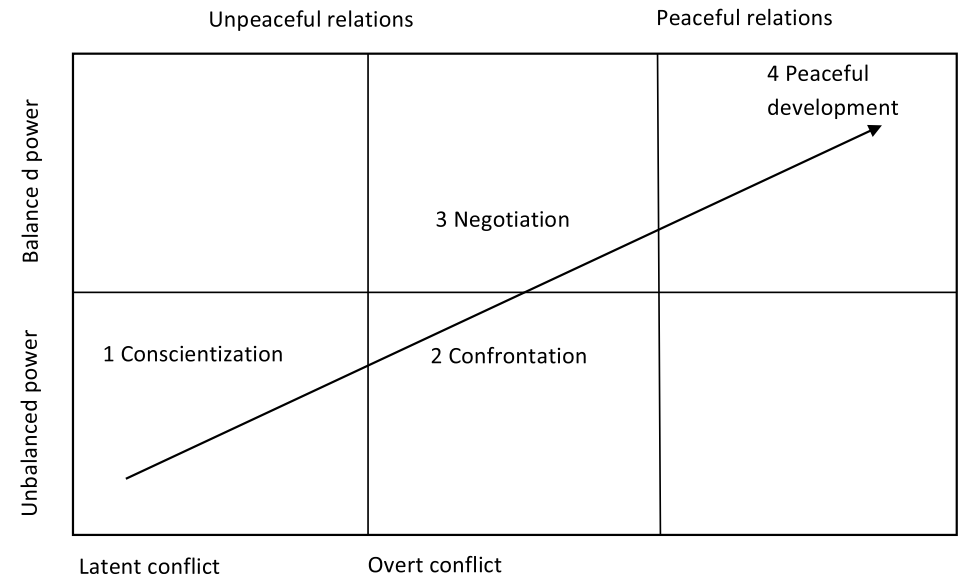 Unpeaceful relations
Peaceful relations
Balance d power
4 Peaceful
development
3 Negotiation
Unbalanced power
1 Conscientization
2 Confrontation
Latent conflict
Overt conflict